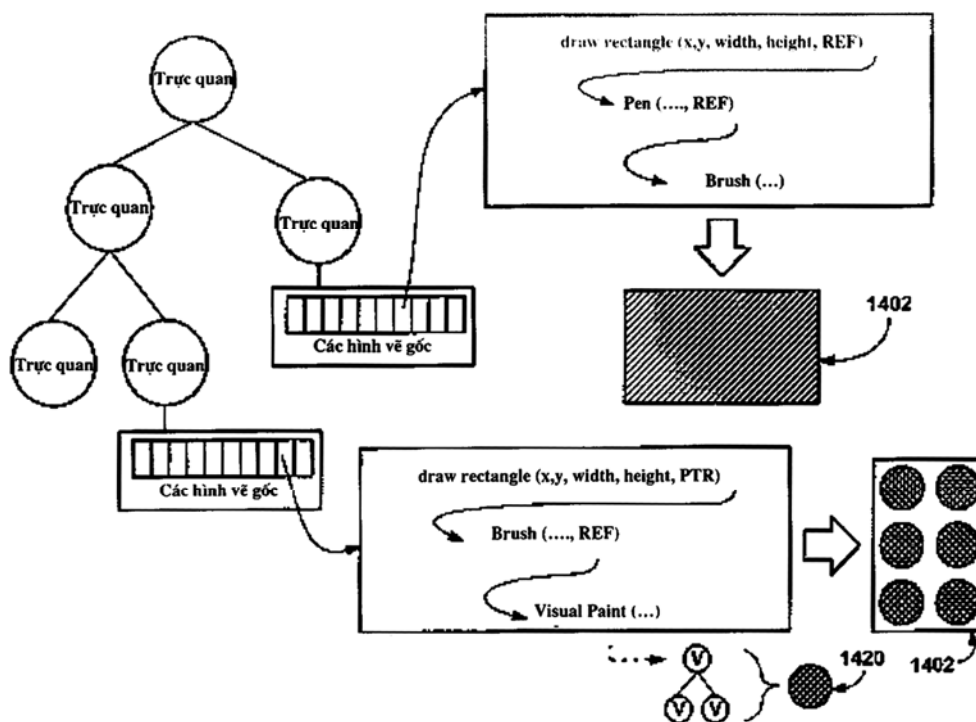 draw rectangle (x,y, width, height, REF)
Pen (...., REF)
Brush (...)
Trực quan
Trực quan
Trực quan
Trực quan
Trực quan
Các hình vẽ gốc
1402
Các hình vẽ gốc
draw rectangle (x,y, width, height, PTR)
Brush (...., REF)
Visual Paint (...)
V
V
V
1420
1402